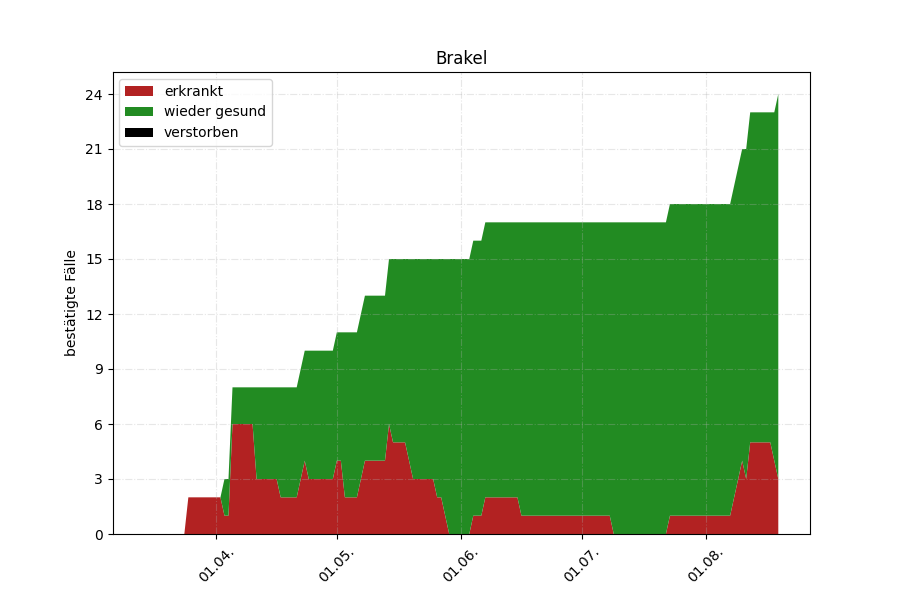 Brakel
erkrankt
wieder gesund
verstorben
bestätigte Fälle
24
21
18
15
12
9
6
3
0
01.04.
01.05.
01.06.
01.07.
01.08.